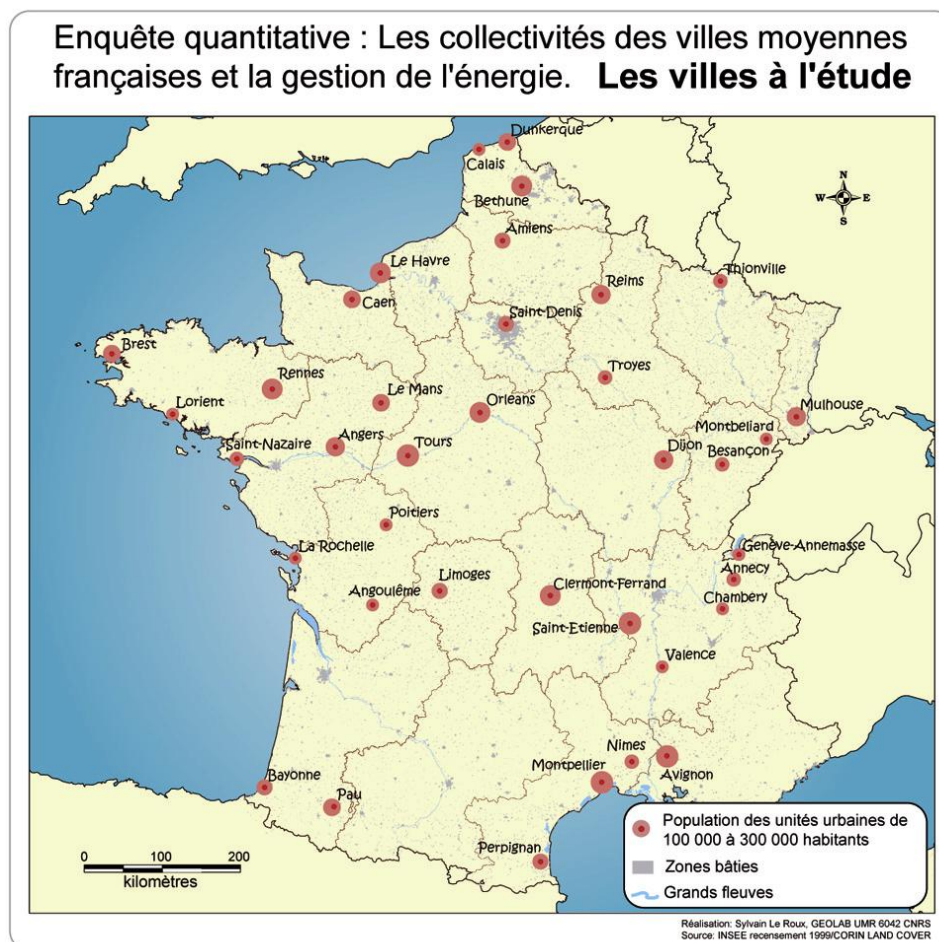 Enquête quantitative : Les collectivités des villes moyennes
françaises et la gestion de l'énergie. Les villes à l'étude
Dunkerque
Calais
Bethune
Amiens
N
W E
S
Le Havre
Caen
Reims
Thionville
Saint-Denis
Brest
Rennes
Le Mans
Troyes
Orléans
Lorient
Mulhouse
Montbeliard
Saint-Nazaire
Angers
Tours
Dijon
Besançon
Poitiers
La Rochelle
Genève-Annemasse
Angoulême
Limoges
Clermont-Ferrand
Annecy
Chambéry
Saint-Etienne
Valence
Nimes
Montpellier
Avignon
Bayonne
Pau
Perpignan
0 100 200
kilomètres
Population des unités urbaines de
100 000 à 300 000 habitants
Zones bâties
Grands fleuves
Réalisation: Sylvain Le Roux, GEOLAB UMR 6042 CNRS
Source: INSEE recensement 1999/CORIN LAND COVER